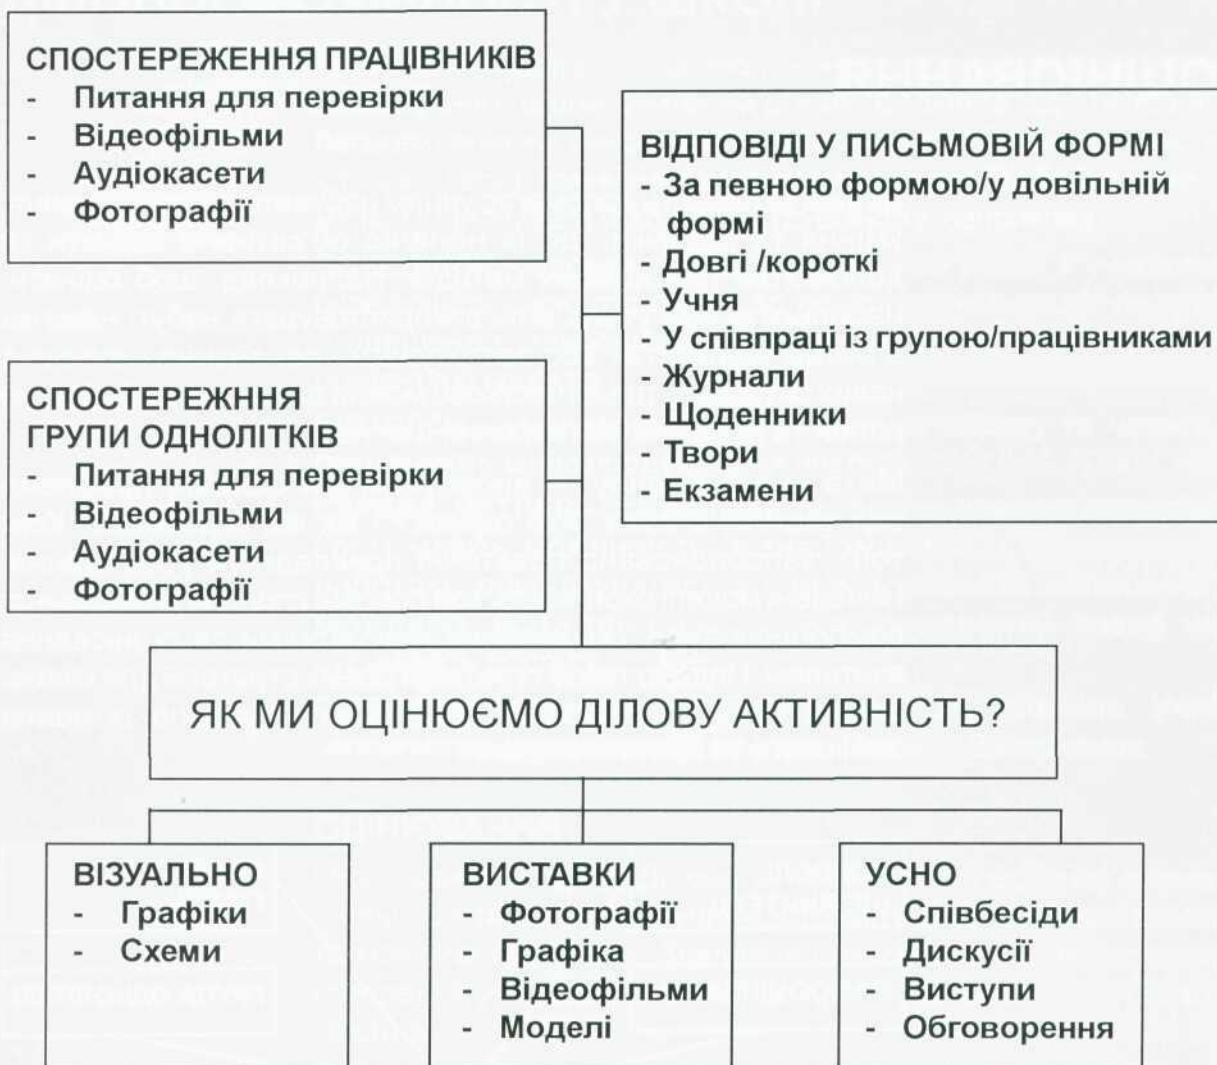 СПОСТЕРЕЖЕННЯ ПРАЦІВНИКІВ
- Питання для перевірки
- Відеофільми
- Аудіокасети
- Фотографії
ВІДПОВІДІ У ПИСЬМОВІЙ ФОРМІ
- За певною формою/у довільній
формі
- Довгі /короткі
- Учня
- У співпраці із групою/працівниками
- Журнали
- Щоденники
- Твори
- Екзамени
СПОСТЕРЕЖННЯ
ГРУПИ ОДНОЛІТКІВ
- Питання для перевірки
- Відеофільми
- Аудіокасети
- Фотографії
ЯК МИ ОЦІНЮЄМО ДІЛОВУ АКТИВНІСТЬ?
ВІЗУАЛЬНО
- Графіки
- Схеми
ВИСТАВКИ
- Фотографії
- Графіка
- Відеофільми
- Моделі
УСНО
- Співбесіди
- Дискусії
- Виступи
- Обговорення